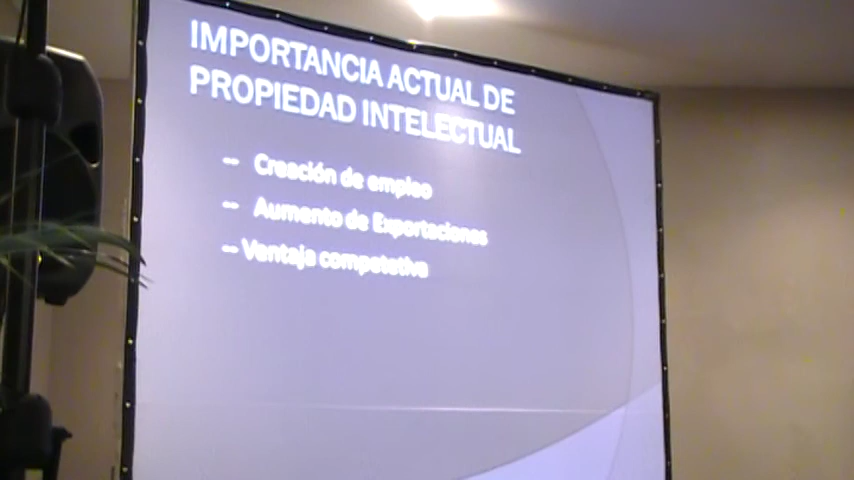 IMPORTANCIA ACTUAL DE
PROPIEDAD INTELECTUAL
-- Creación de empleo
-- Aumento de Exportaciones
-- Ventaja competetiva